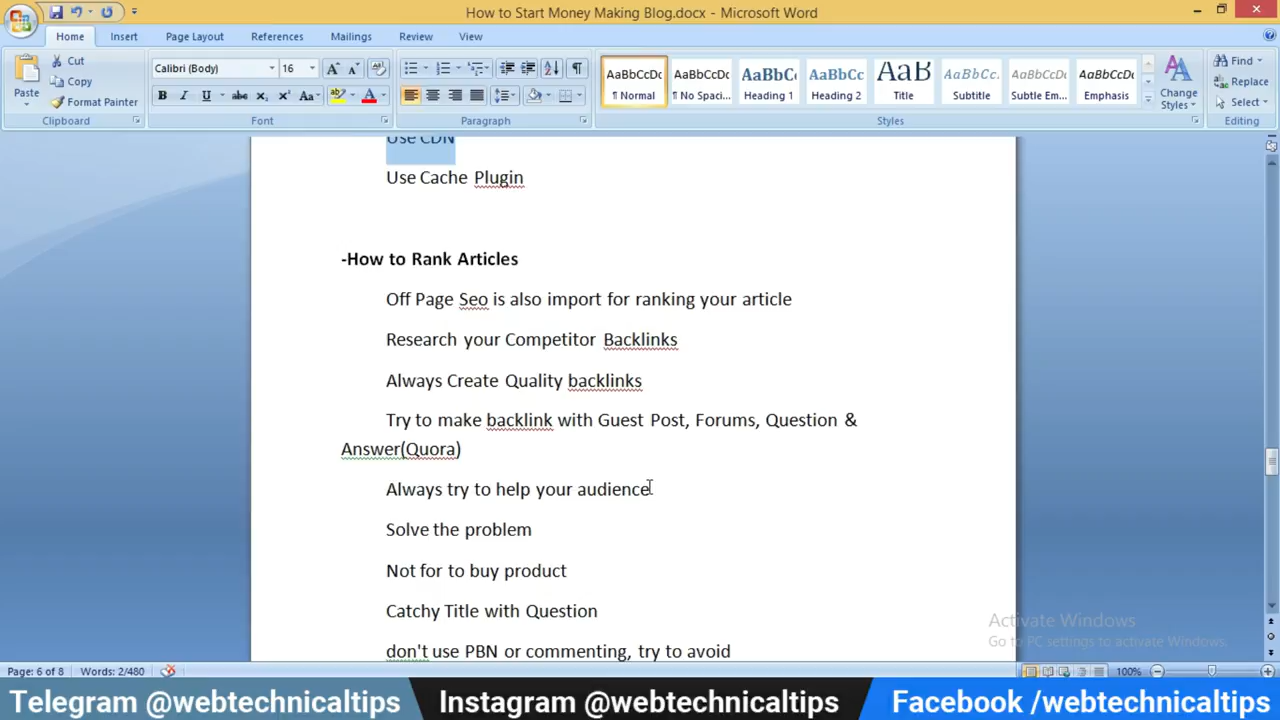 How to Start Money Making Blog.docx - Microsoft Word
Home Insert Page Layout References Mailings Review View
Paste
Cut
Copy
Format Painter
Clipboard
Calibri (Body) 16
Font
Paragraph
AaBbCcDc AaBbCcDc AaBbCc AaBbCc AaB AaBbCc. AaBbCcDc AaBbCcDc
¶ Normal ¶ No Spaci... Heading 1 Heading 2 Title Subtitle Subtle Em... Emphasis
Change Styles
Styles
Find
Replace
Select
Editing
Use CDN
Use Cache Plugin
-How to Rank Articles
Off Page Seo is also import for ranking your article
Research your Competitor Backlinks
Always Create Quality backlinks
Try to make backlink with Guest Post, Forums, Question &
Answer(Quora)
Always try to help your audience
Solve the problem
Not for to buy product
Catchy Title with Question
don't use PBN or commenting, try to avoid
Activate Windows
Go to PC settings to activate Windows.
Page: 6 of 8 Words: 2/480 100%
Telegram @webtechnicaltips Instagram @webtechnicaltips Facebook /webtechnicaltips